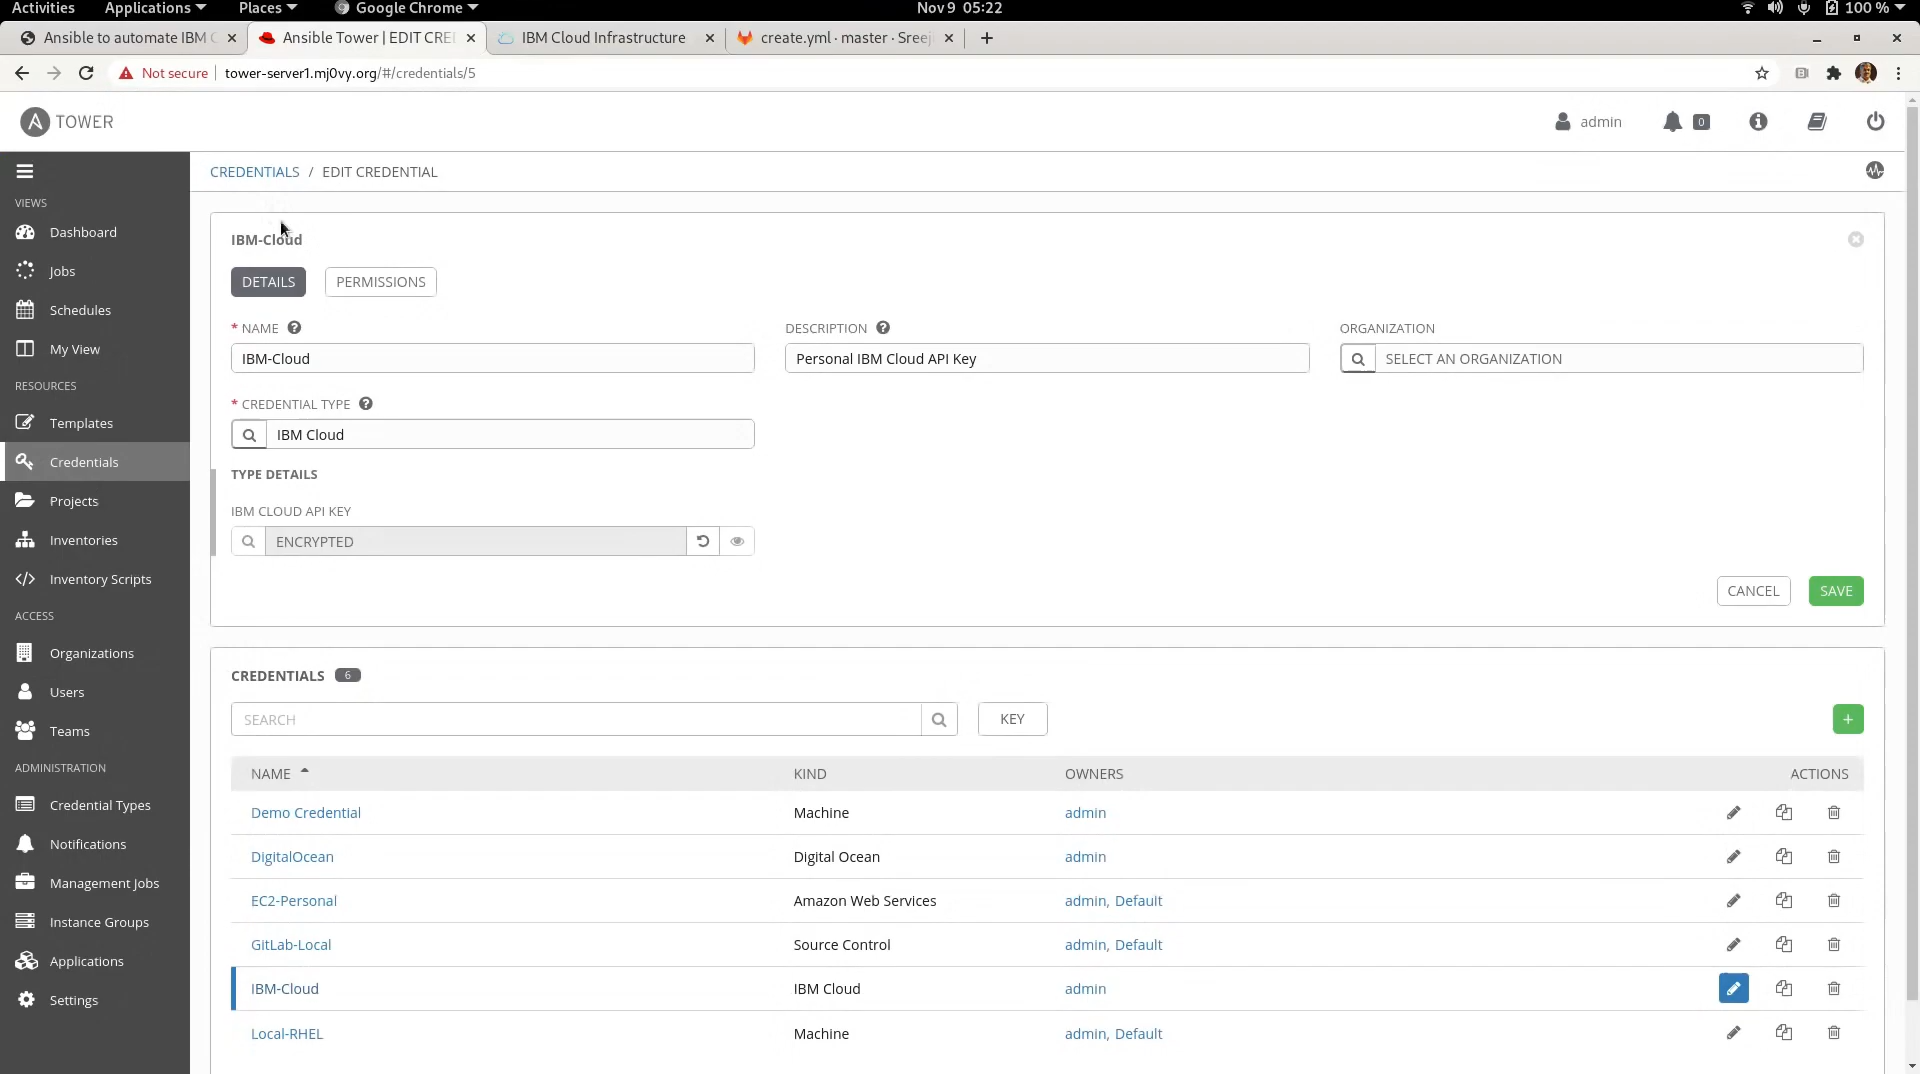 Activities Applications Places Google Chrome Nov 9 05:22 100 %
Ansible to automate IBM C Ansible Tower | EDIT CRE IBM Cloud Infrastructure create.yml · master · Sreeji
Not secure tower-server1.mj0vy.org/#/credentials/5
A TOWER admin 0
CREDENTIALS / EDIT CREDENTIAL
VIEWS
Dashboard
Jobs
Schedules
My View
RESOURCES
Templates
Credentials
Projects
Inventories
Inventory Scripts
ACCESS
Organizations
Users
Teams
ADMINISTRATION
Credential Types
Notifications
Management Jobs
Instance Groups
Applications
Settings
IBM-Cloud
DETAILS PERMISSIONS
* NAME DESCRIPTION ORGANIZATION
IBM-Cloud Personal IBM Cloud API Key SELECT AN ORGANIZATION
* CREDENTIAL TYPE
IBM Cloud
TYPE DETAILS
IBM CLOUD API KEY
ENCRYPTED
CANCEL SAVE
CREDENTIALS 6
SEARCH KEY +
NAME KIND OWNERS ACTIONS
Demo Credential Machine admin
DigitalOcean Digital Ocean admin
EC2-Personal Amazon Web Services admin, Default
GitLab-Local Source Control admin, Default
IBM-Cloud IBM Cloud admin
Local-RHEL Machine admin, Default